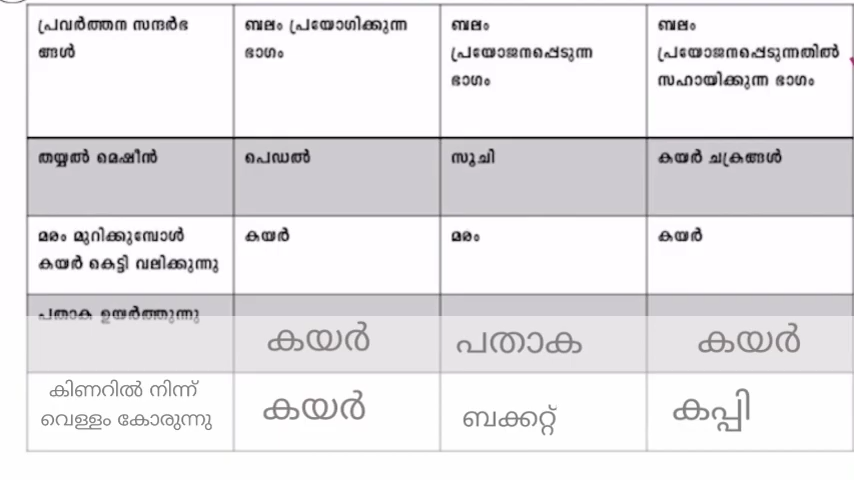 പ്രവർത്തന സന്ദർഭ
ങ്ങൾ
ബലം പ്രയോഗിക്കുന്ന
ഭാഗം
ബലം
പ്രയോജനപ്പെടുന്ന
ഭാഗം
ബലം
പ്രയോജനപ്പെടുന്നതിൽ
സഹായിക്കുന്ന ഭാഗം
തയ്യൽ മെഷീൻ
പെഡൽ
സൂചി
കയർ ചക്രങ്ങൾ
മരം മുറിക്കുമ്പോൾ
കയർ കെട്ടി വലിക്കുന്നു
കയർ
മരം
കയർ
പതാക ഉയർത്തുന്നു
കയർ
പതാക
കയർ
കിണറിൽ നിന്ന്
വെള്ളം കോരുന്നു
കയർ
ബക്കറ്റ്
കപ്പി